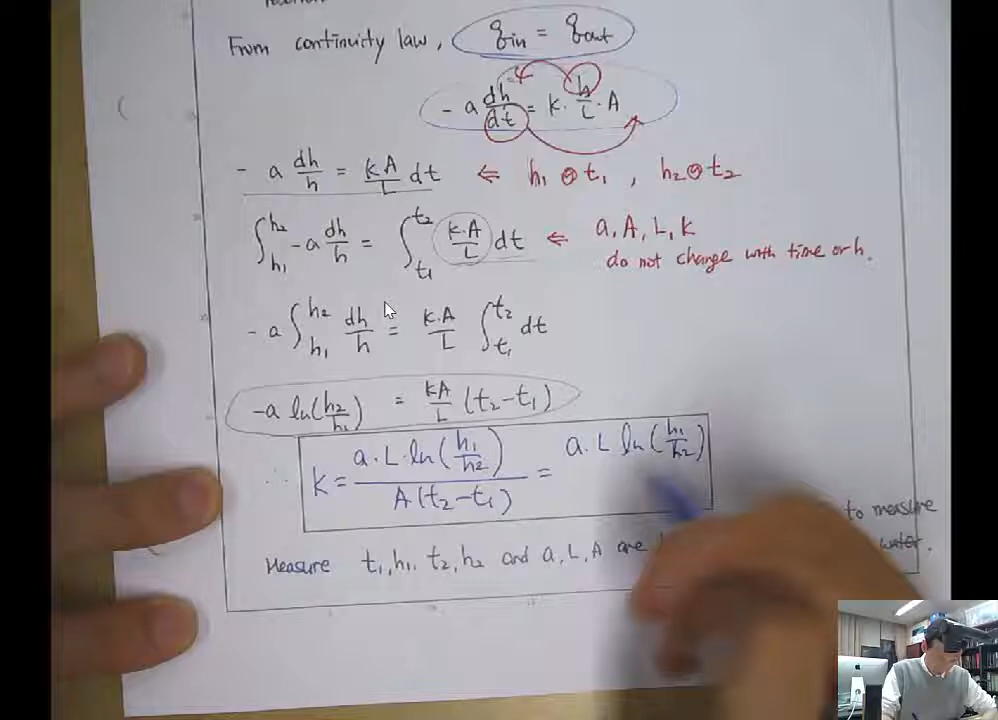 From continuity law, qin = qout
- a dh/dt = k · h/L · A
- a dh/h = kA/L dt ⇐ h1 @ t1 , h2 @ t2
∫h1^h2 -a dh/h = ∫t1^t2 k·A/L dt ⇐ a, A, L, k
do not change with time or h.
- a ∫h1^h2 dh/h = k·A/L ∫t1^t2 dt
-a ln(h2/h1) = kA/L (t2-t1)
∴ k = a·L·ln(h1/h2) / A(t2-t1) = a·L ln(h1/h2)
to measure
Measure t1, h1, t2, h2 and a, L, A are water.